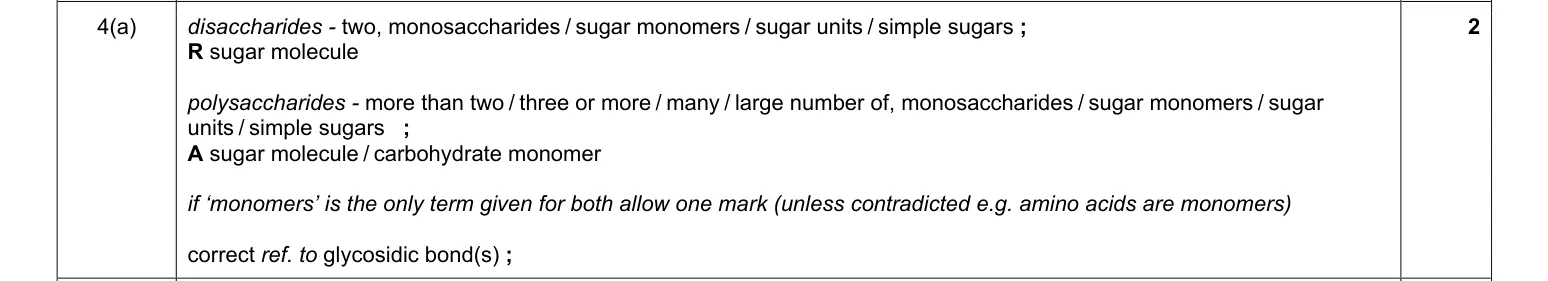 4(a) disaccharides - two, monosaccharides / sugar monomers / sugar units / simple sugars ; 2
R sugar molecule
polysaccharides - more than two / three or more / many / large number of, monosaccharides / sugar monomers / sugar
units / simple sugars ;
A sugar molecule / carbohydrate monomer
if ‘monomers’ is the only term given for both allow one mark (unless contradicted e.g. amino acids are monomers)
correct ref. to glycosidic bond(s) ;